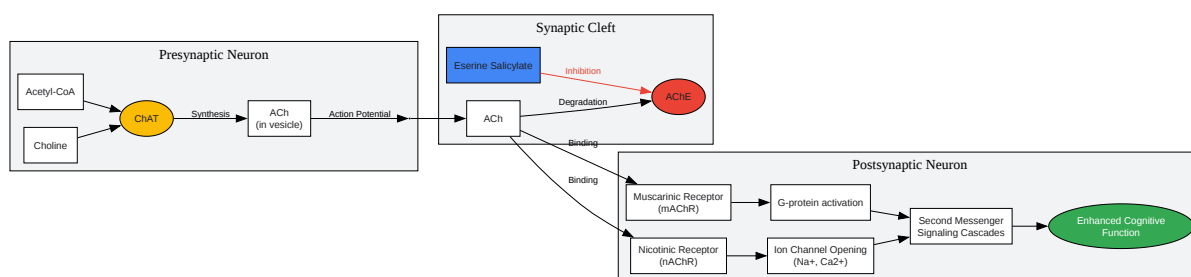 Presynaptic Neuron
Acetyl-CoA
Choline
ChAT
Synthesis
ACh
(in vesicle)
Action Potential
Synaptic Cleft
Eserine Salicylate
Inhibition
AChE
Degradation
ACh
Binding
Binding
Postsynaptic Neuron
Muscarinic Receptor
(mAChR)
G-protein activation
Nicotinic Receptor
(nAChR)
Ion Channel Opening
(Na+, Ca2+)
Second Messenger
Signaling Cascades
Enhanced Cognitive
Function